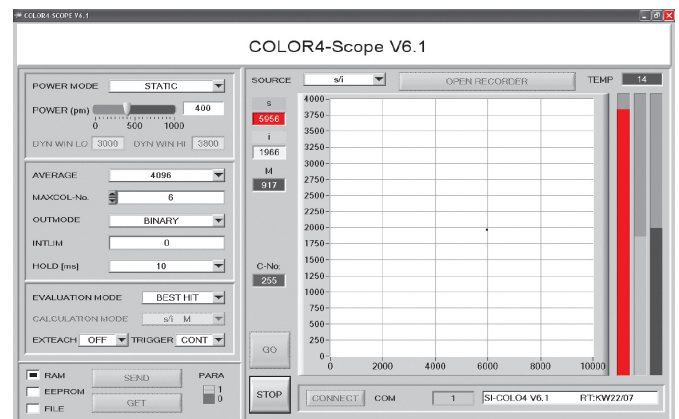 COLOR4 SCOPE V6.1
COLOR4-Scope V6.1
POWER MODE STATIC
POWER (pm) 400
0 500 1000
DYN WIN LO 3000 DYN WIN HI 3800
AVERAGE 4096
MAXCOL-No. 6
OUTMODE BINARY
INTLIM 0
HOLD [ms] 10
EVALUATION MODE BEST HIT
CALCULATION MODE s/i M
EXTEACH OFF TRIGGER CONT
RAM SEND PARA
EEPROM 1
FILE GET 0
SOURCE s/i OPEN RECORDER TEMP 14
s
5956
i
1966
M
917
C-No:
255
GO
STOP
4000
3750
3500
3250
3000
2750
2500
2250
2000
1750
1500
1250
1000
750
500
250
0
0 2000 4000 6000 8000 10000
CONNECT COM 1 SI-COLO4 V6.1 RT:KW22/07